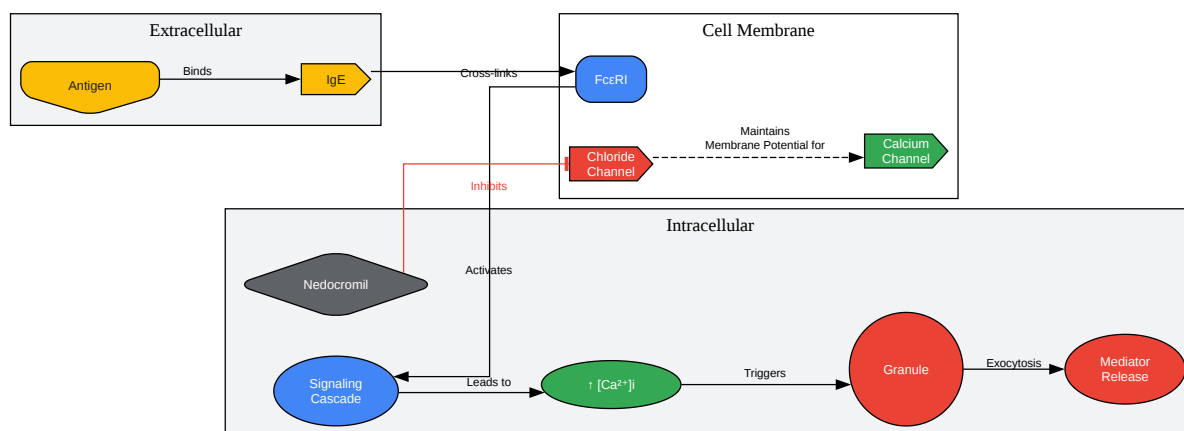 Extracellular
Antigen
Binds
IgE
Cross-links
Cell Membrane
FcεRI
Chloride
Channel
Maintains
Membrane Potential for
Calcium
Channel
Inhibits
Intracellular
Nedocromil
Activates
Signaling
Cascade
Leads to
↑ [Ca²⁺]i
Triggers
Granule
Exocytosis
Mediator
Release